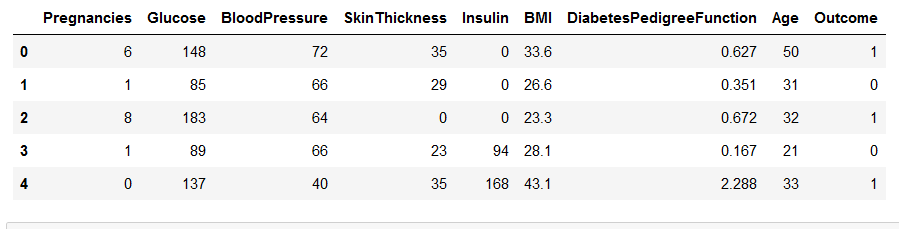 Pregnancies Glucose BloodPressure SkinThickness Insulin BMI DiabetesPedigreeFunction Age Outcome
0 6 148 72 35 0 33.6 0.627 50 1
1 1 85 66 29 0 26.6 0.351 31 0
2 8 183 64 0 0 23.3 0.672 32 1
3 1 89 66 23 94 28.1 0.167 21 0
4 0 137 40 35 168 43.1 2.288 33 1